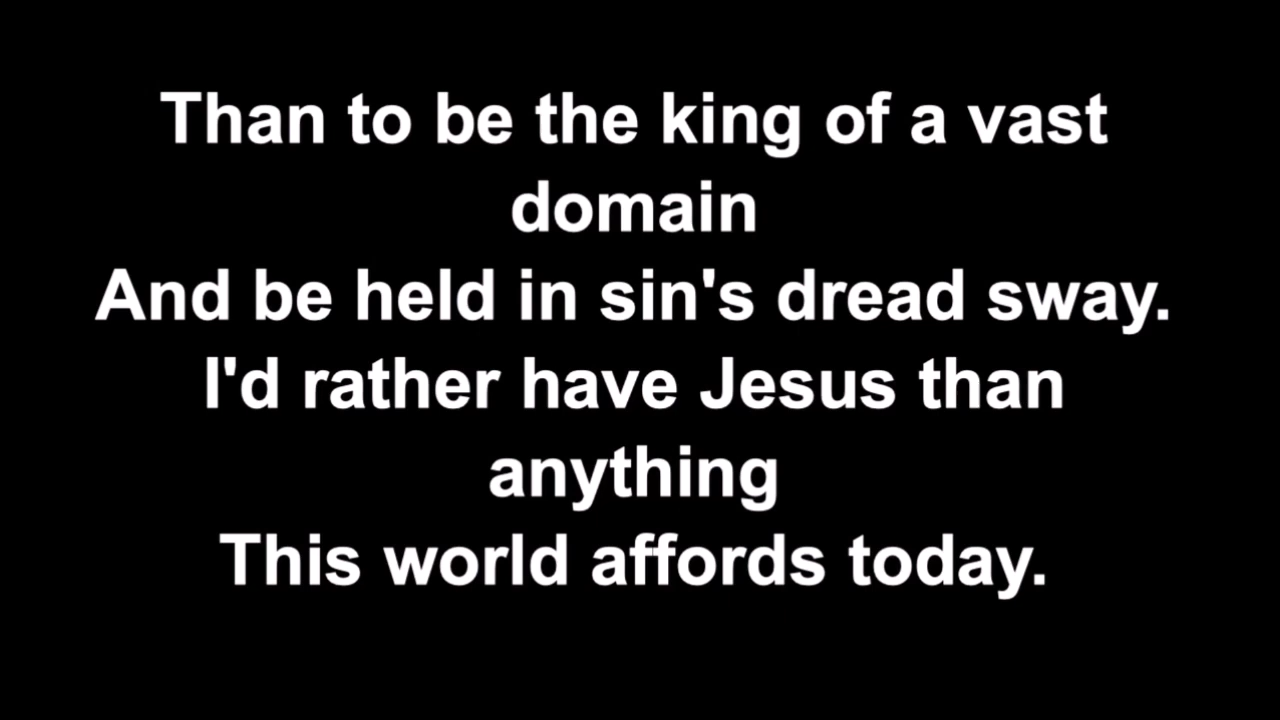 Than to be the king of a vast
domain
And be held in sin's dread sway.
I'd rather have Jesus than
anything
This world affords today.